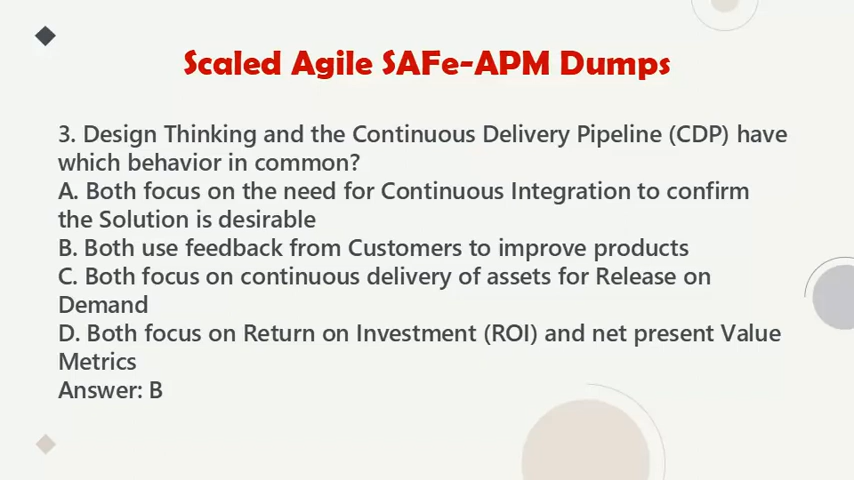 Scaled Agile SAFe-APM Dumps
3. Design Thinking and the Continuous Delivery Pipeline (CDP) have
which behavior in common?
A. Both focus on the need for Continuous Integration to confirm
the Solution is desirable
B. Both use feedback from Customers to improve products
C. Both focus on continuous delivery of assets for Release on
Demand
D. Both focus on Return on Investment (ROI) and net present Value
Metrics
Answer: B